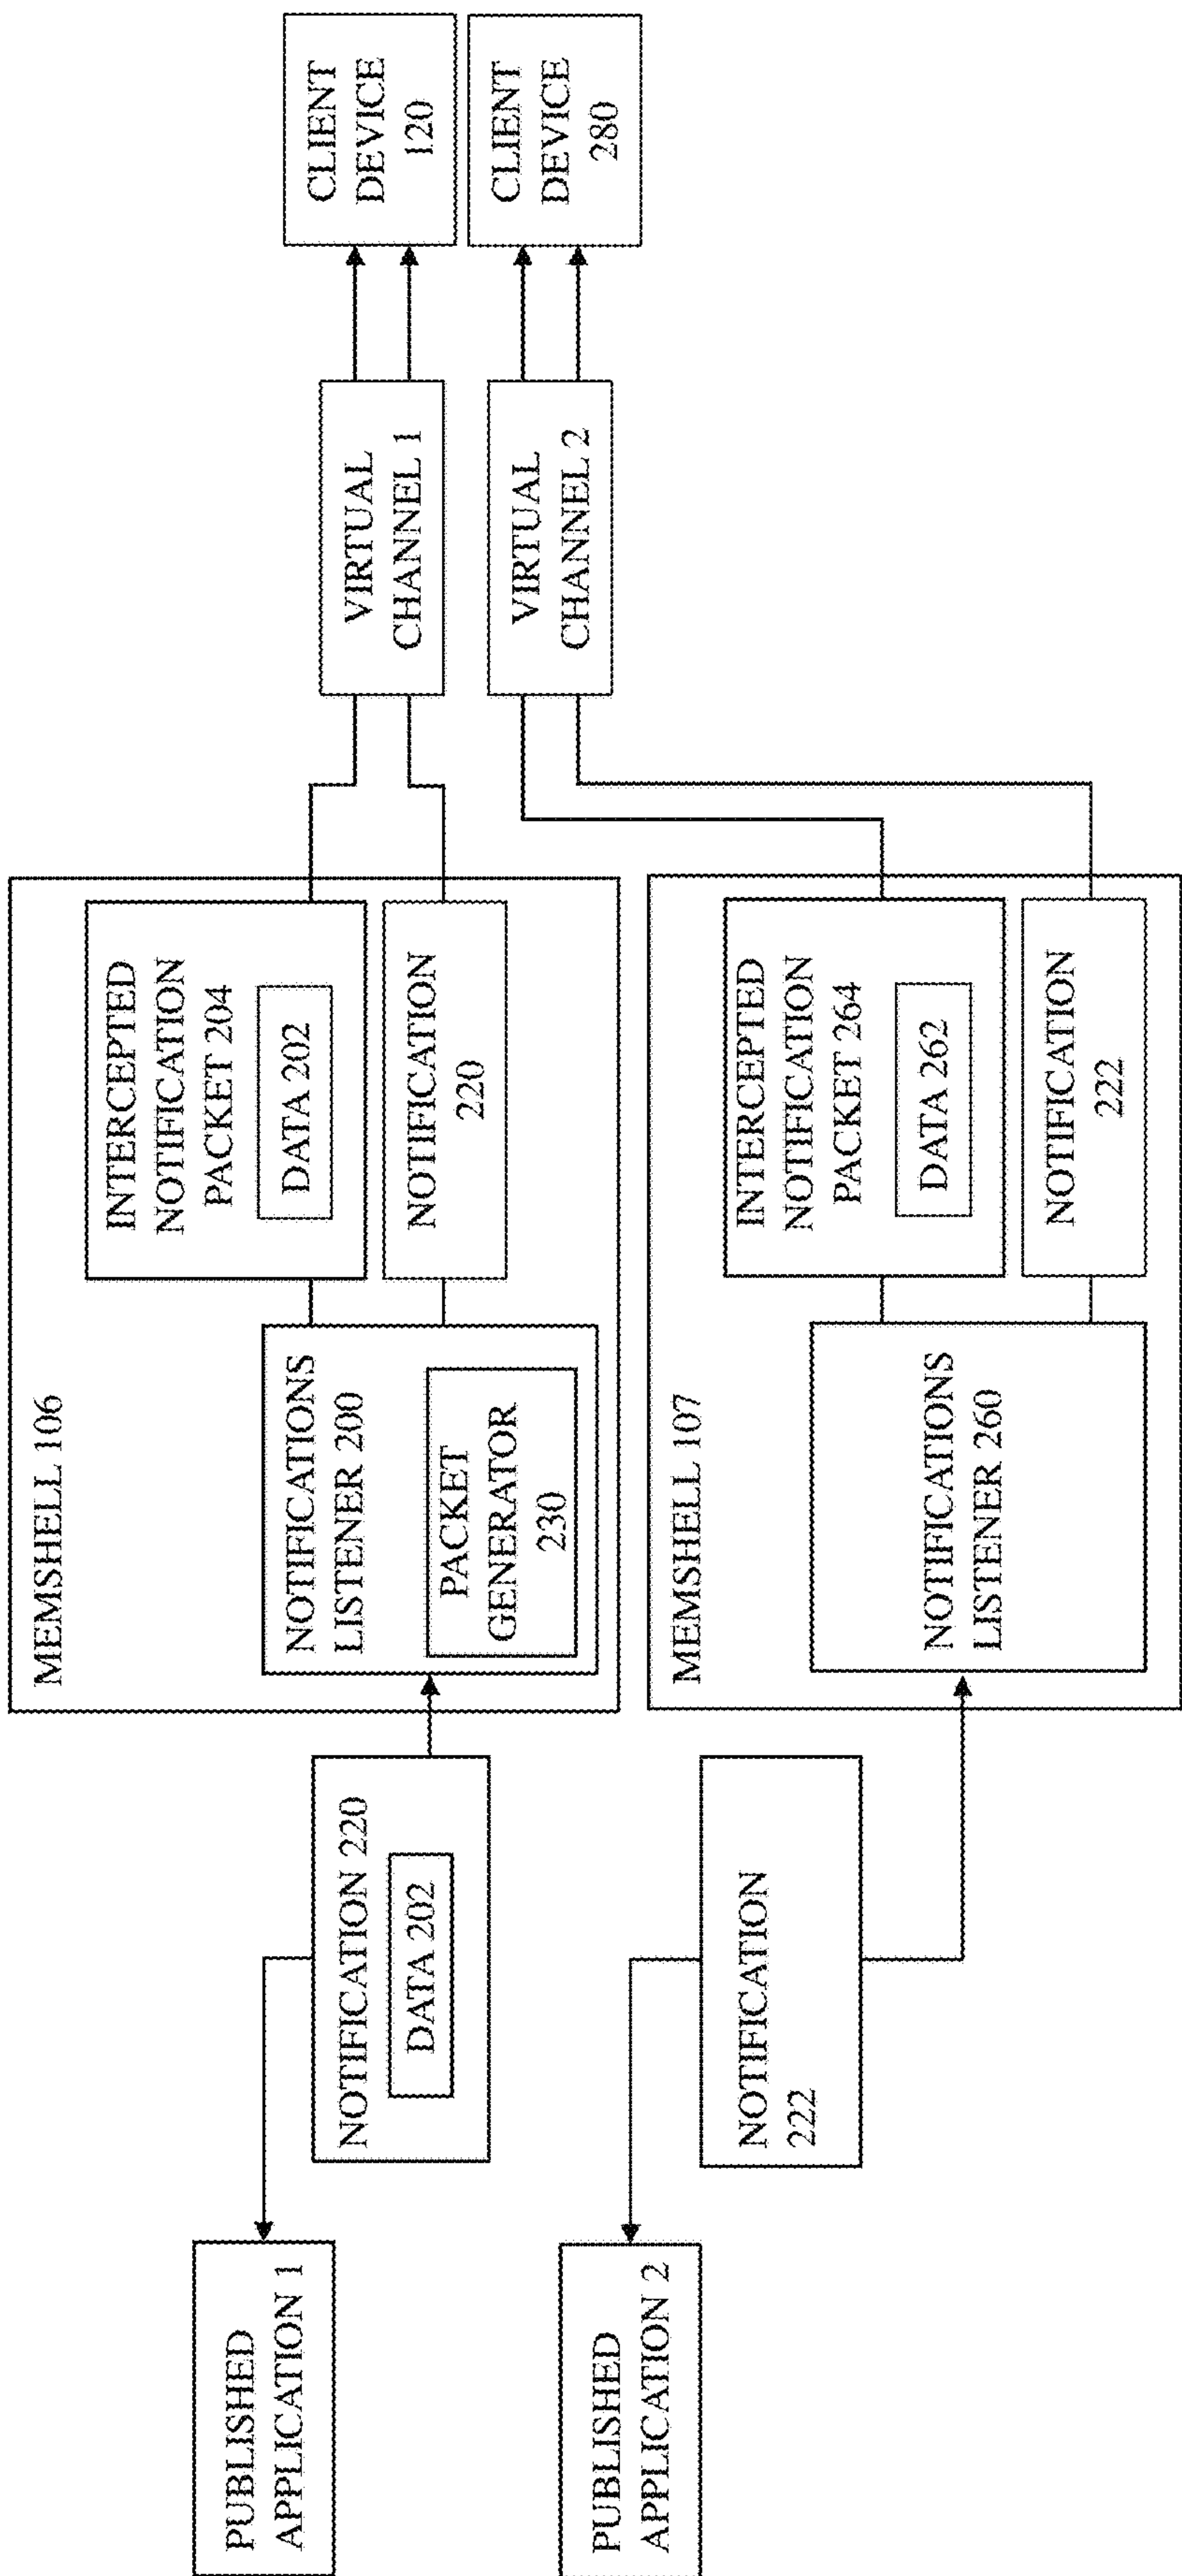 PUBLISHED
APPLICATION 1
NOTIFICATION 220
DATA 202
MEMSHELL 106
NOTIFICATIONS
LISTENER 200
PACKET
GENERATOR
230
INTERCEPTED
NOTIFICATION
PACKET 204
DATA 202
NOTIFICATION
220
VIRTUAL
CHANNEL 1
CLIENT
DEVICE
120
PUBLISHED
APPLICATION 2
NOTIFICATION
222
MEMSHELL 107
NOTIFICATIONS
LISTENER 260
INTERCEPTED
NOTIFICATION
PACKET 264
DATA 262
NOTIFICATION
222
VIRTUAL
CHANNEL 2
CLIENT
DEVICE
280